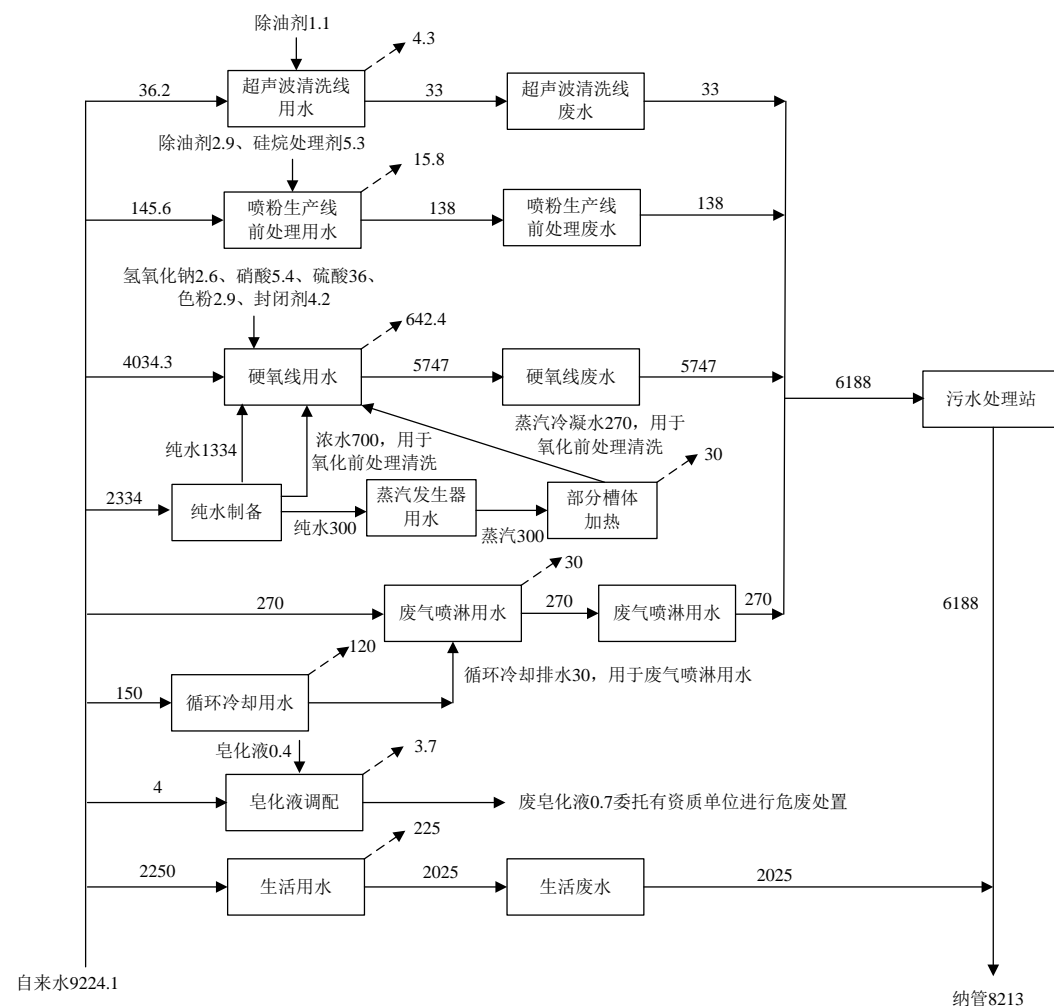 除油剂1.1
4.3
36.2
超声波清洗线
用水
33
超声波清洗线
废水
33
除油剂2.9、硅烷处理剂5.3
15.8
145.6
喷粉生产线
前处理用水
138
喷粉生产线
前处理废水
138
氢氧化钠2.6、硝酸5.4、硫酸36、
色粉2.9、封闭剂4.2
642.4
4034.3
硬氧线用水
5747
硬氧线废水
5747
6188
污水处理站
纯水1334
浓水700，用于
氧化前处理清洗
蒸汽冷凝水270，用于
氧化前处理清洗
30
2334
纯水制备
纯水300
蒸汽发生器
用水
蒸汽300
部分槽体
加热
30
270
废气喷淋用水
270
废气喷淋用水
270
6188
120
循环冷却排水30，用于废气喷淋用水
150
循环冷却用水
皂化液0.4
3.7
4
皂化液调配
废皂化液0.7委托有资质单位进行危废处置
225
2250
生活用水
2025
生活废水
2025
自来水9224.1
纳管8213